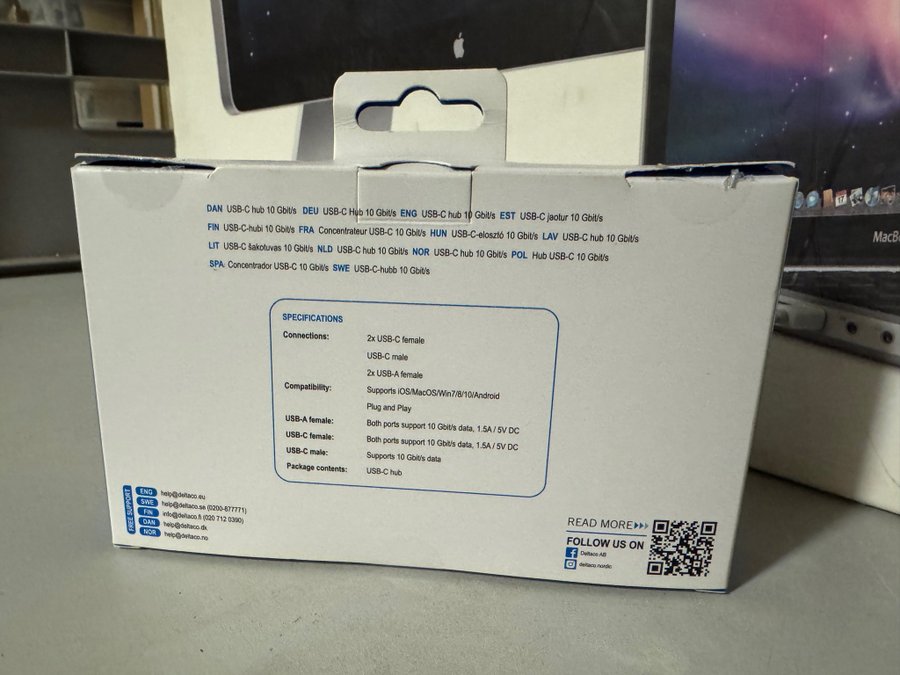 DAN USB-C hub 10 Gbit/s DEU USB-C Hub 10 Gbit/s ENG USB-C hub 10 Gbit/s EST USB-C jaotur 10 Gbit/s
FIN USB-C-hubi 10 Gbit/s FRA Concentrateur USB-C 10 Gbit/s HUN USB-C-elosztó 10 Gbit/s LAV USB-C hub 10 Gbit/s
LIT USB-C šakotuvas 10 Gbit/s NLD USB-C hub 10 Gbit/s NOR USB-C hub 10 Gbit/s POL Hub USB-C 10 Gbit/s
SPA: Concentrador USB-C 10 Gbit/s SWE USB-C-hubb 10 Gbit/s
SPECIFICATIONS
Connections: 2x USB-C female
USB-C male
2x USB-A female
Compatibility: Supports iOS/MacOS/Win7/8/10/Android
Plug and Play
USB-A female: Both ports support 10 Gbit/s data, 1.5A / 5V DC
USB-C female: Both ports support 10 Gbit/s data, 1.5A / 5V DC
USB-C male: Supports 10 Gbit/s data
Package contents: USB-C hub
FREE SUPPORT
ENG help@deltaco.eu
SWE help@deltaco.se (0200-877771)
FIN info@deltaco.fi (020 712 0390)
DAN help@deltaco.dk
NOR help@deltaco.no
READ MORE
FOLLOW US ON
Deltaco AB
deltaco.nordic